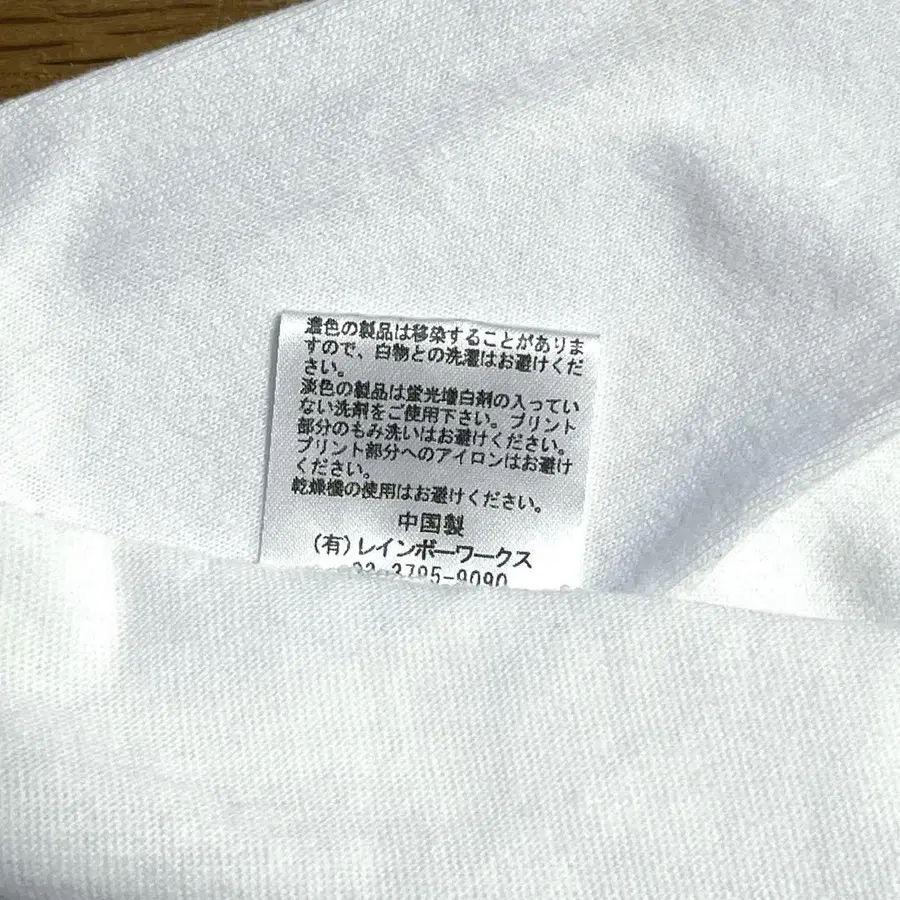 濃色の製品は移染することがありま
すので、白物との洗濯はお避けくだ
さい。
淡色の製品は蛍光増白剤の入ってい
ない洗剤をご使用下さい。プリント
部分のもみ洗いはお避けください。
プリント部分へのアイロンはお避け
ください。
乾燥機の使用はお避けください。
中国製
(有)レインボーワークス
03-3795-9090